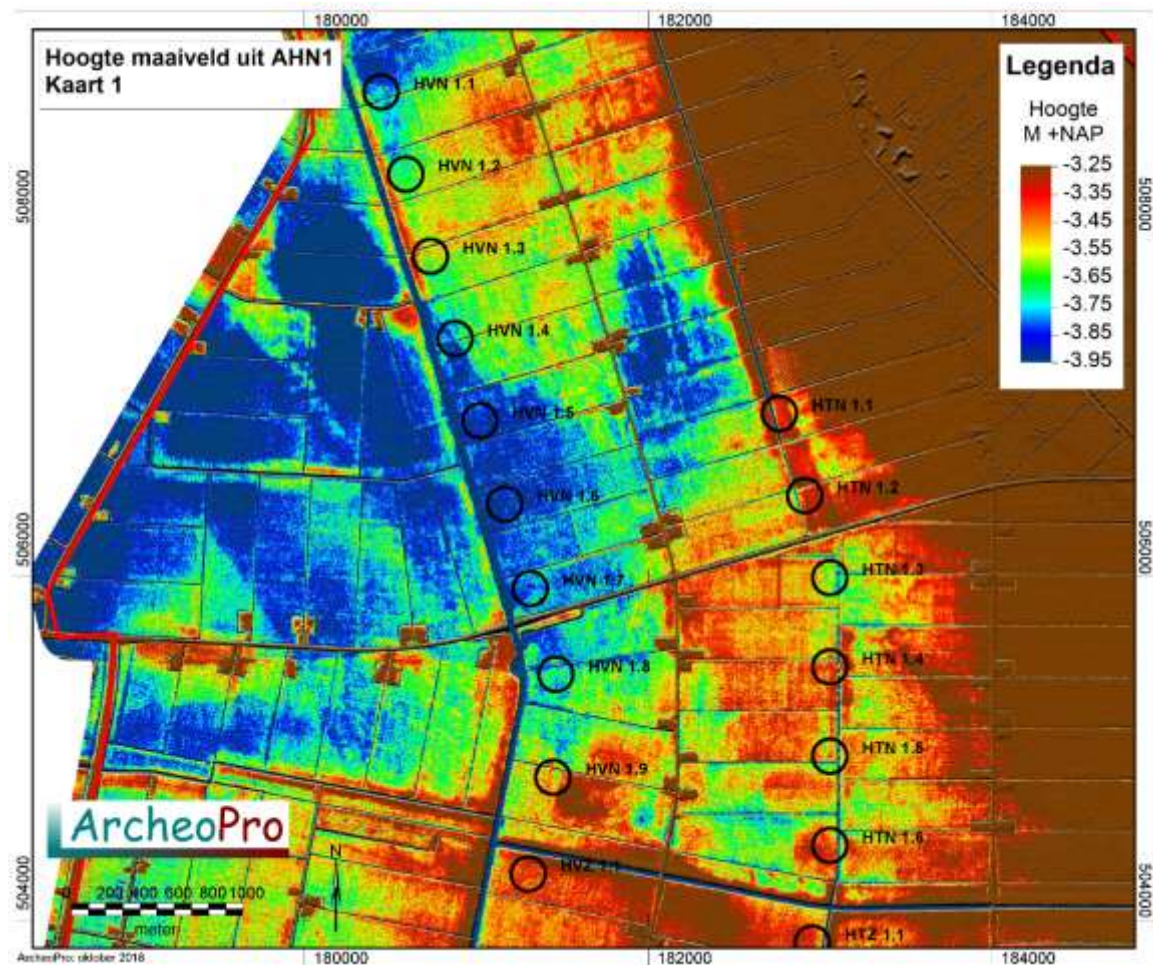 180000
182000
184000
Hoogte maaiveld uit AHN1
Kaart 1
Legenda
Hoogte
M +NAP
-3.25
-3.35
-3.45
-3.55
-3.65
-3.75
-3.85
-3.95
HVN 1.1
HVN 1.2
HVN 1.3
HVN 1.4
HVN 1.5
HVN 1.6
HVN 1.7
HVN 1.8
HVN 1.9
HTN 1.1
HTN 1.2
HTN 1.3
HTN 1.4
HTN 1.5
HTN 1.6
HTZ 1.1
508000
508000
506000
506000
504000
504000
ArcheoPro
N
0 200 400 600 800 1000
meter
ArcheoPro: oktober 2016
180000
182000
184000